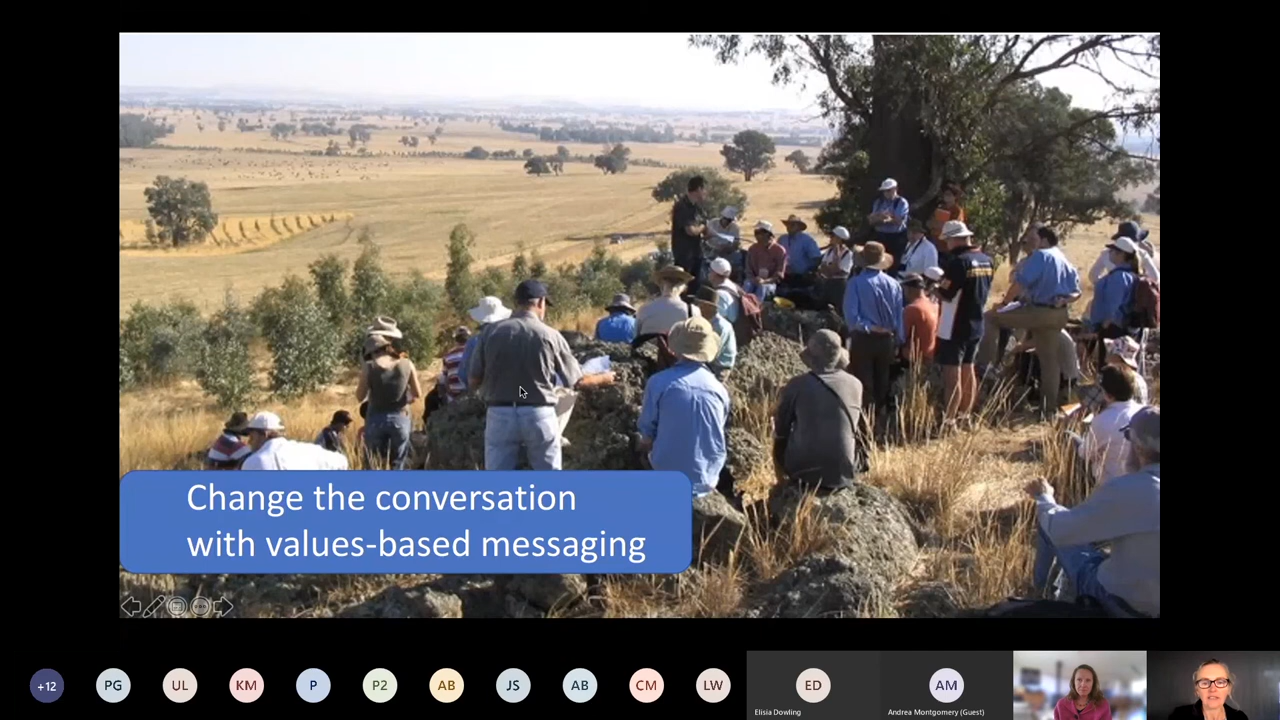 Change the conversation
with values-based messaging
+12
PG
UL
KM
P
P2
AB
JS
AB
CM
LW
ED
AM
Elisia Dowling
Andrea Montgomery (Guest)